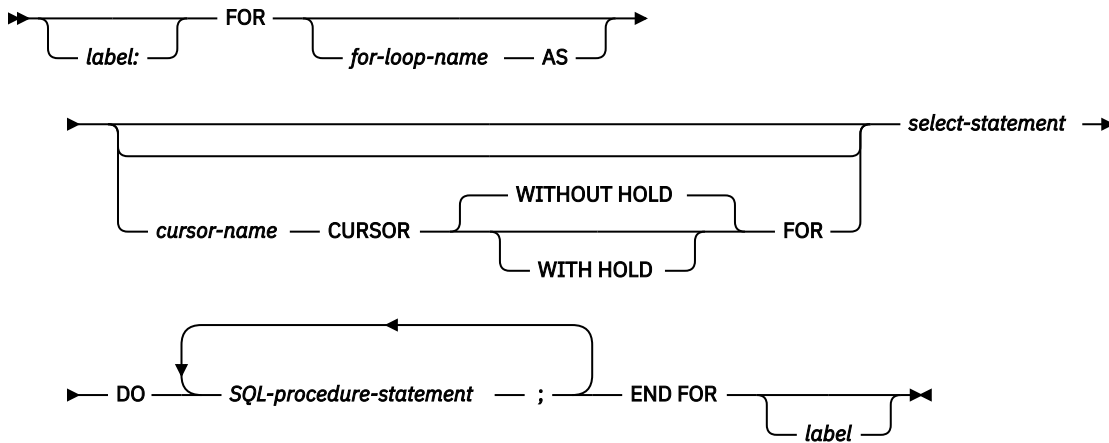 FOR
label:
for-loop-name AS
select-statement
WITHOUT HOLD
cursor-name CURSOR FOR
WITH HOLD
DO SQL-procedure-statement ; END FOR
label